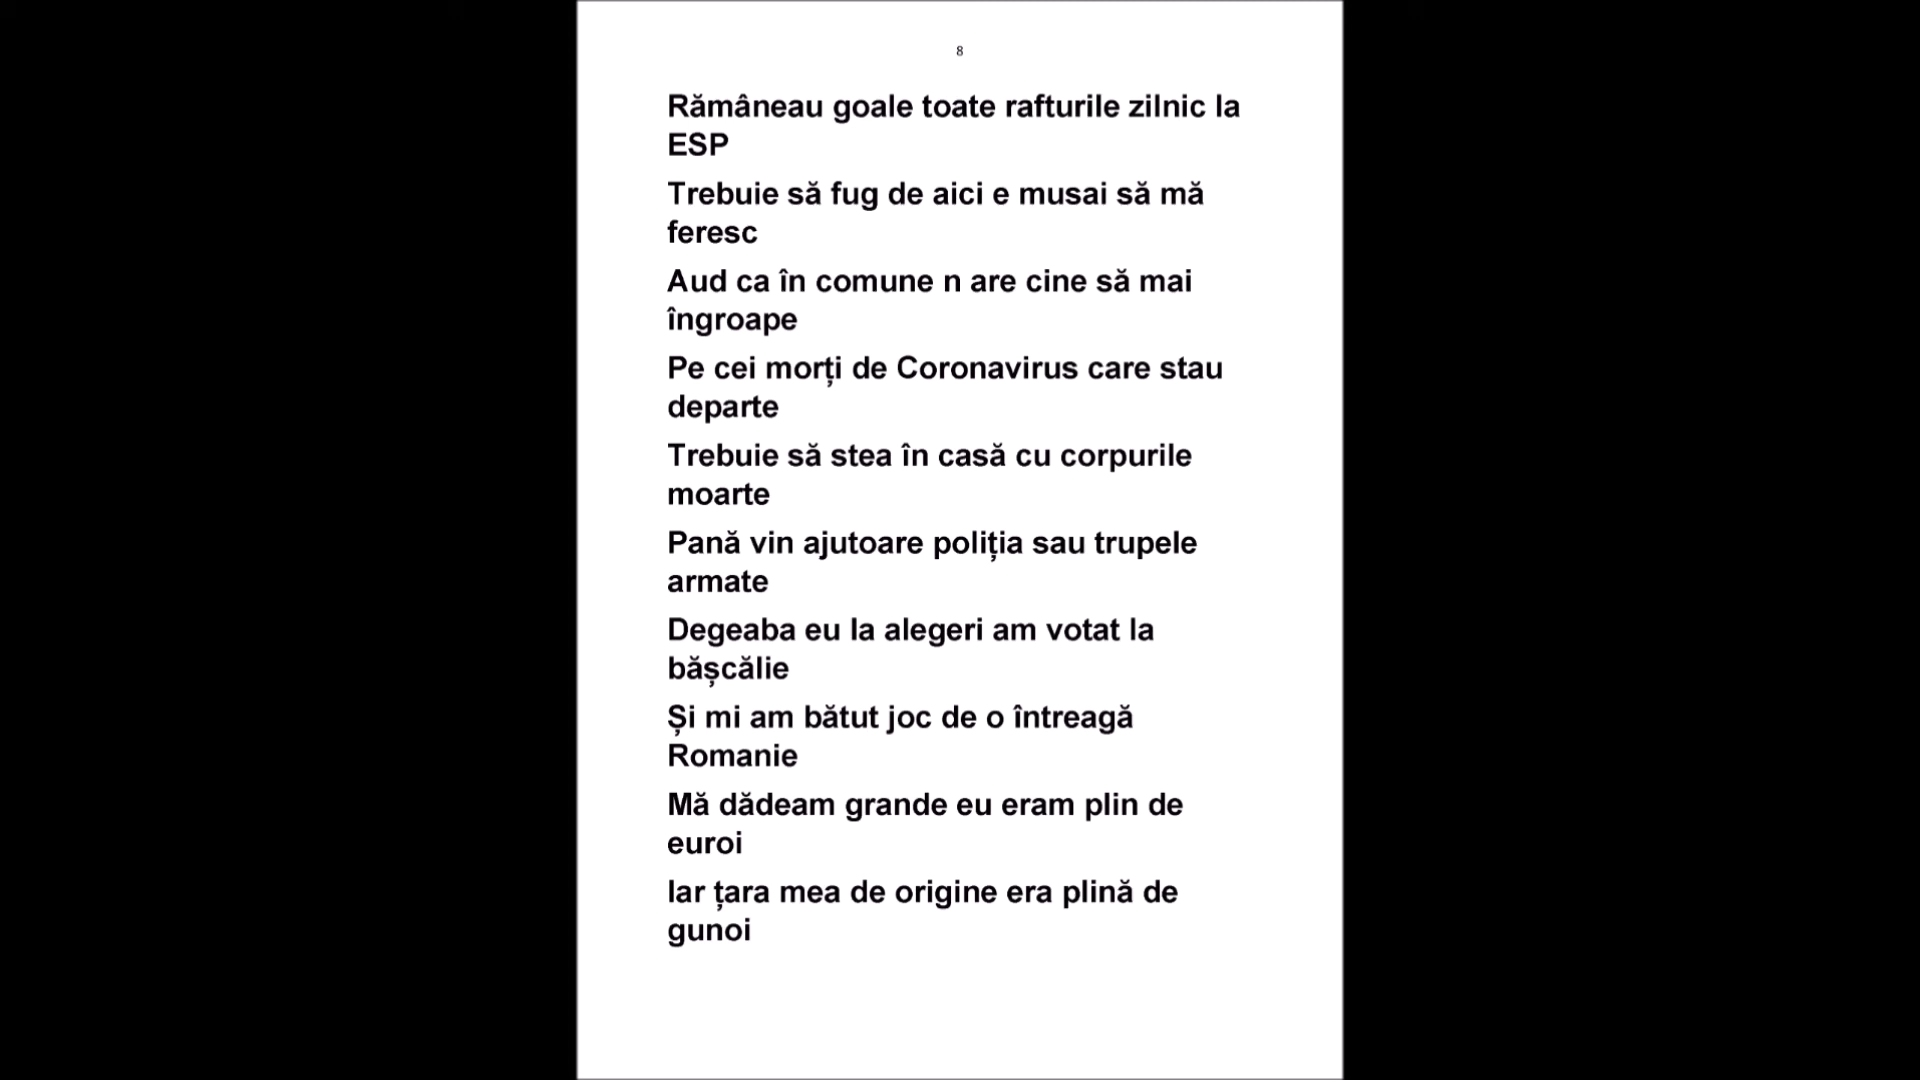 8
Rămâneau goale toate rafturile zilnic la
ESP
Trebuie să fug de aici e musai să mă
feresc
Aud ca în comune n are cine să mai
îngroape
Pe cei morți de Coronavirus care stau
departe
Trebuie să stea în casă cu corpurile
moarte
Pană vin ajutoare poliția sau trupele
armate
Degeaba eu la alegeri am votat la
bășcălie
Și mi am bătut joc de o întreagă
Romanie
Mă dădeam grande eu eram plin de
euroi
Iar țara mea de origine era plină de
gunoi